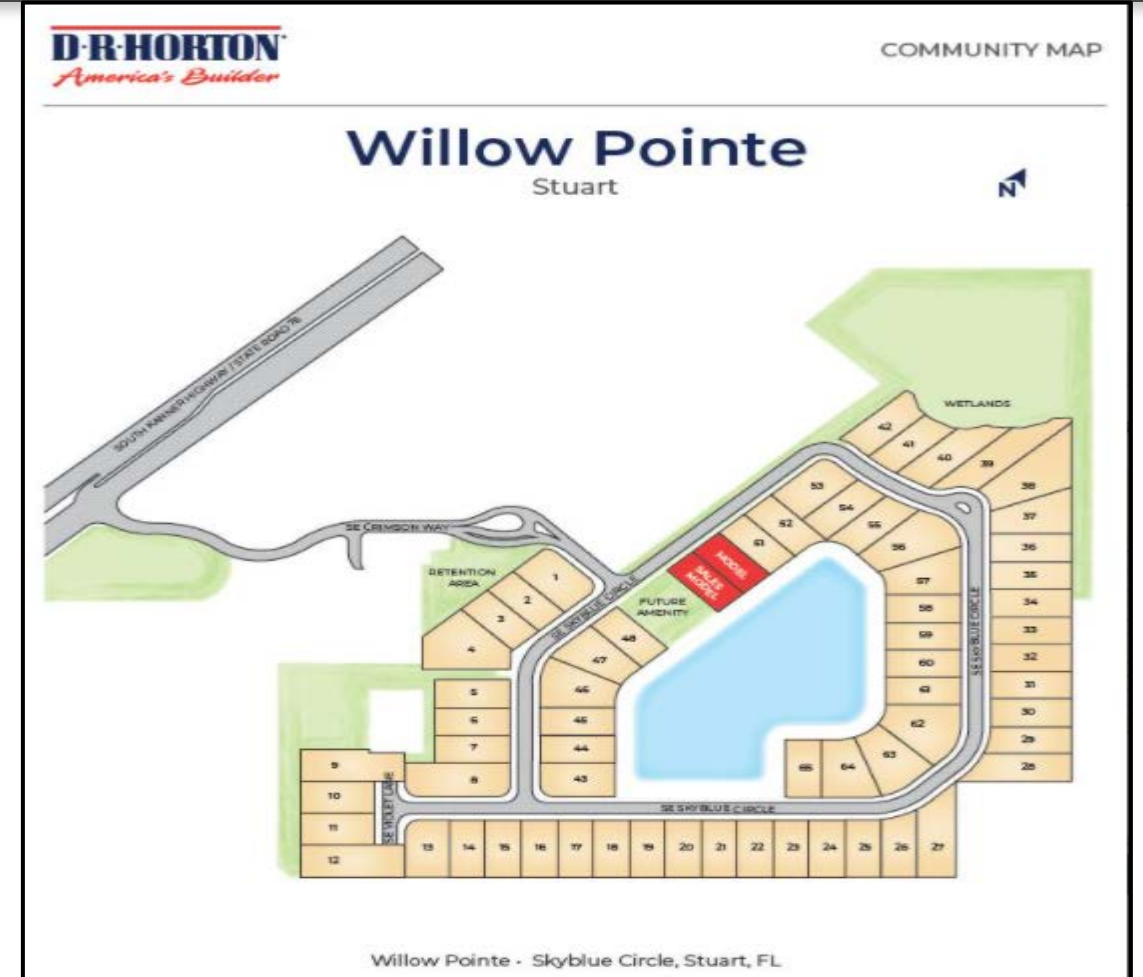 D·R·HORTON
America's Builder
COMMUNITY MAP
Willow Pointe
Stuart
N
SOUTH KANNER HIGHWAY / STATE ROAD 76
WETLANDS
42
41
40
39
38
37
36
35
34
33
32
31
30
29
28
53
54
52
55
51
56
57
58
59
60
61
62
63
64
65
MODEL
SALES
MODEL
SE CRIMSON WAY
RETENTION
AREA
FUTURE
AMENITY
SE SKYBLUE CIRCLE
SE SKYBLUE CIRCLE
1
2
3
4
48
47
46
45
44
43
5
6
7
8
9
10
11
12
SE VIOLET LANE
SE SKYBLUE CIRCLE
13 14 15 16 17 18 19 20 21 22 23 24 25 26 27
Willow Pointe - Skyblue Circle, Stuart, FL